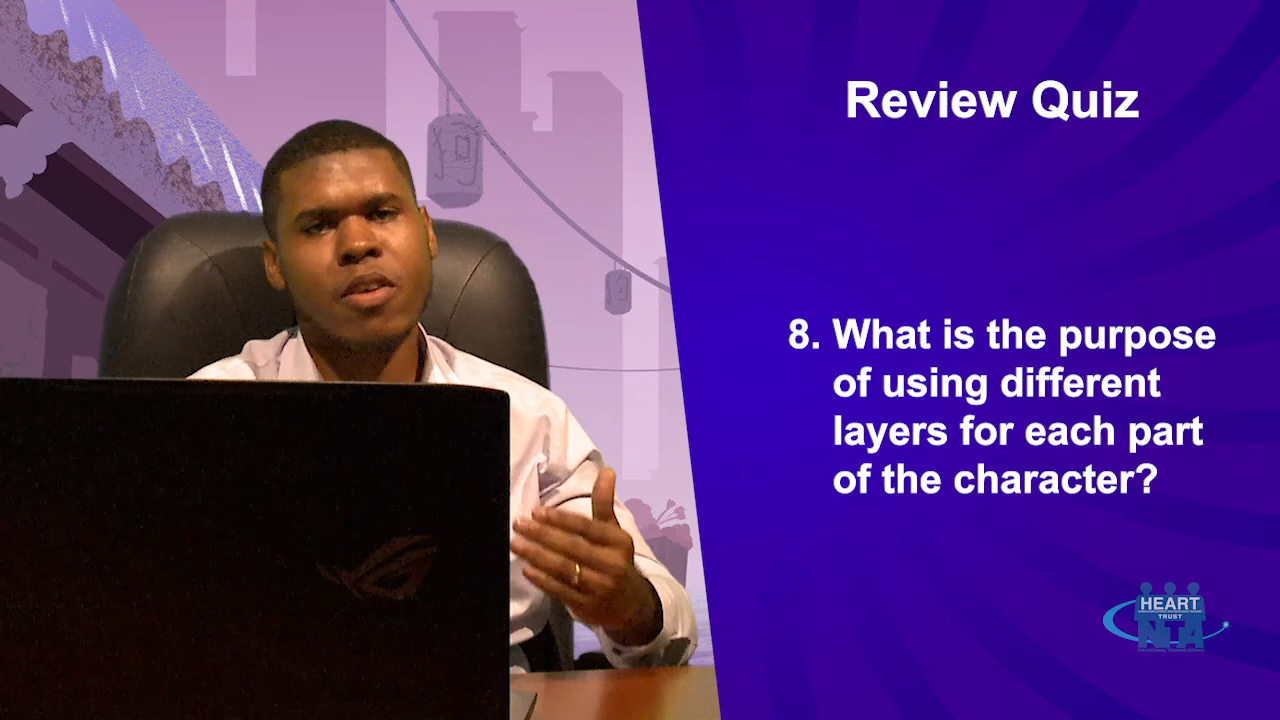 Review Quiz
8. What is the purpose
of using different
layers for each part
of the character?
HEART
TRUST
NTA